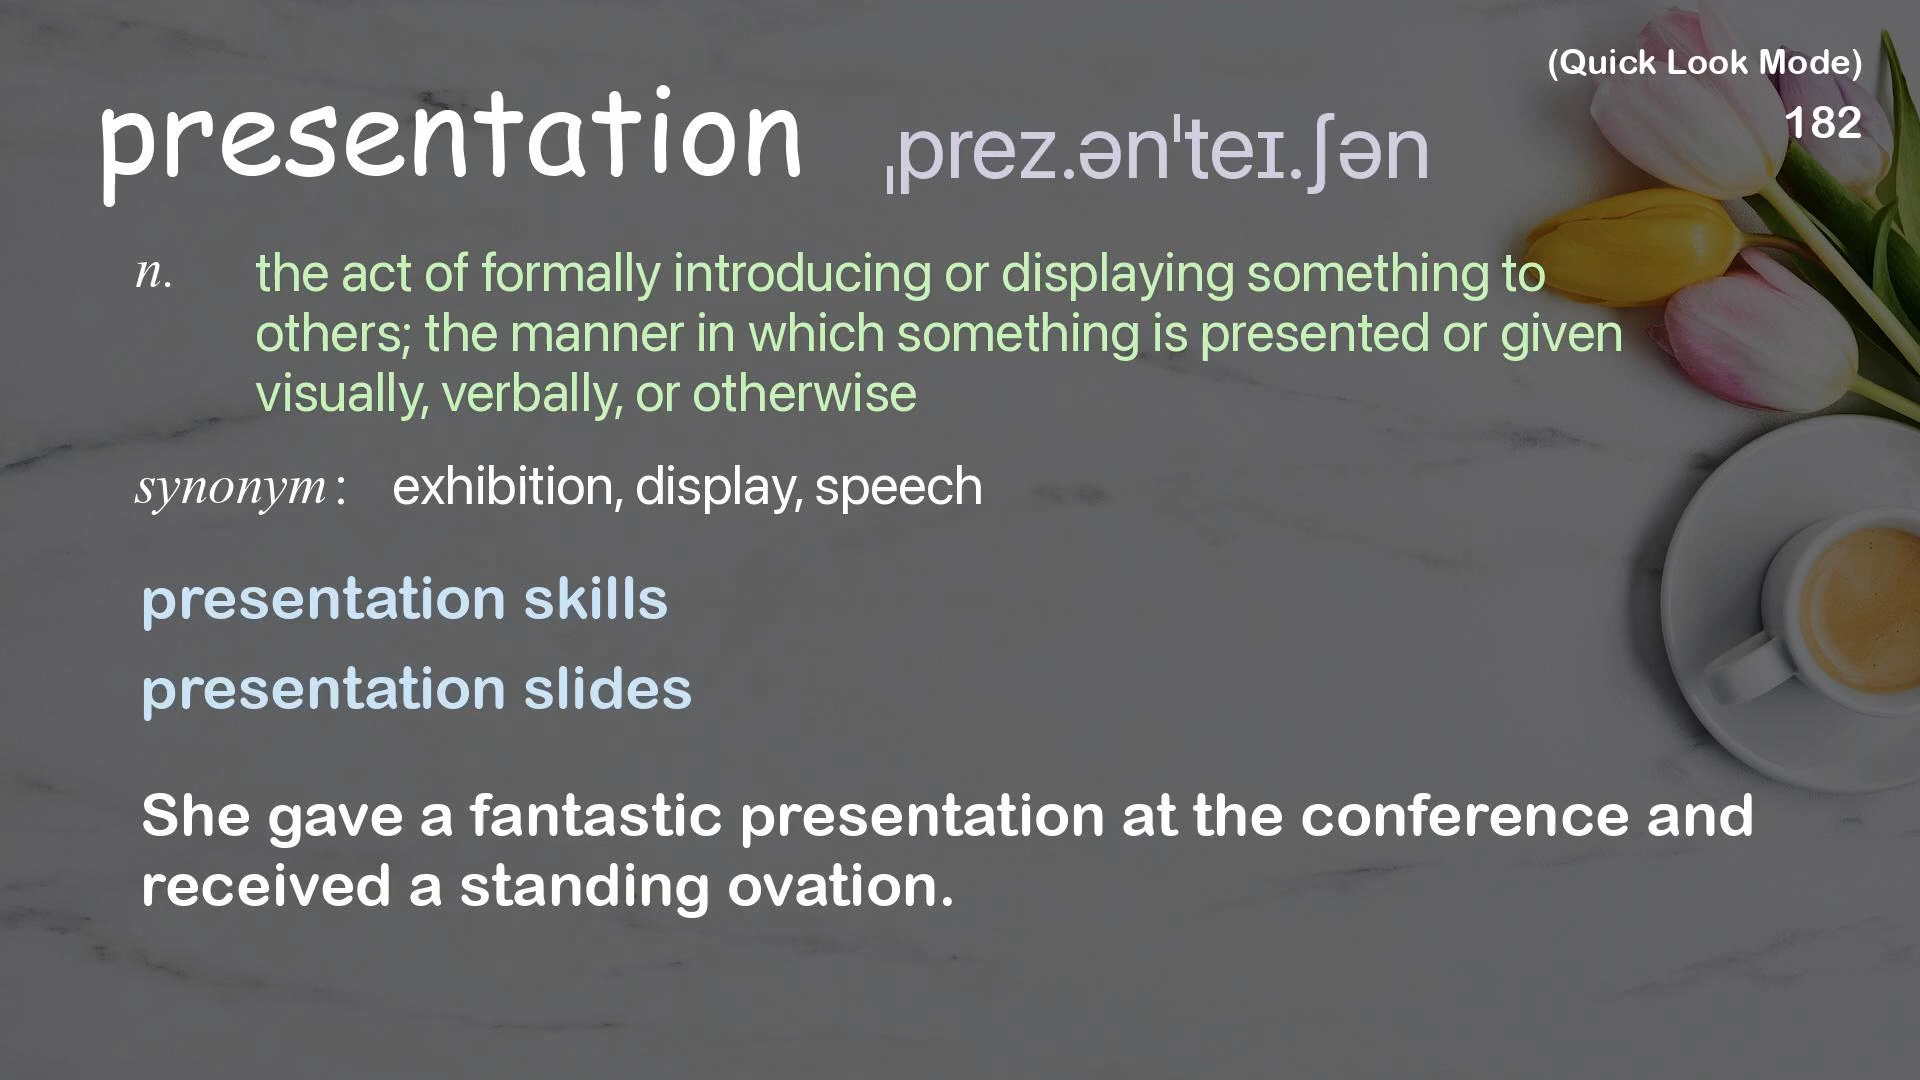 (Quick Look Mode)
182
presentation ˌprez.ənˈteɪ.ʃən
n. the act of formally introducing or displaying something to
others; the manner in which something is presented or given
visually, verbally, or otherwise
synonym: exhibition, display, speech
presentation skills
presentation slides
She gave a fantastic presentation at the conference and
received a standing ovation.